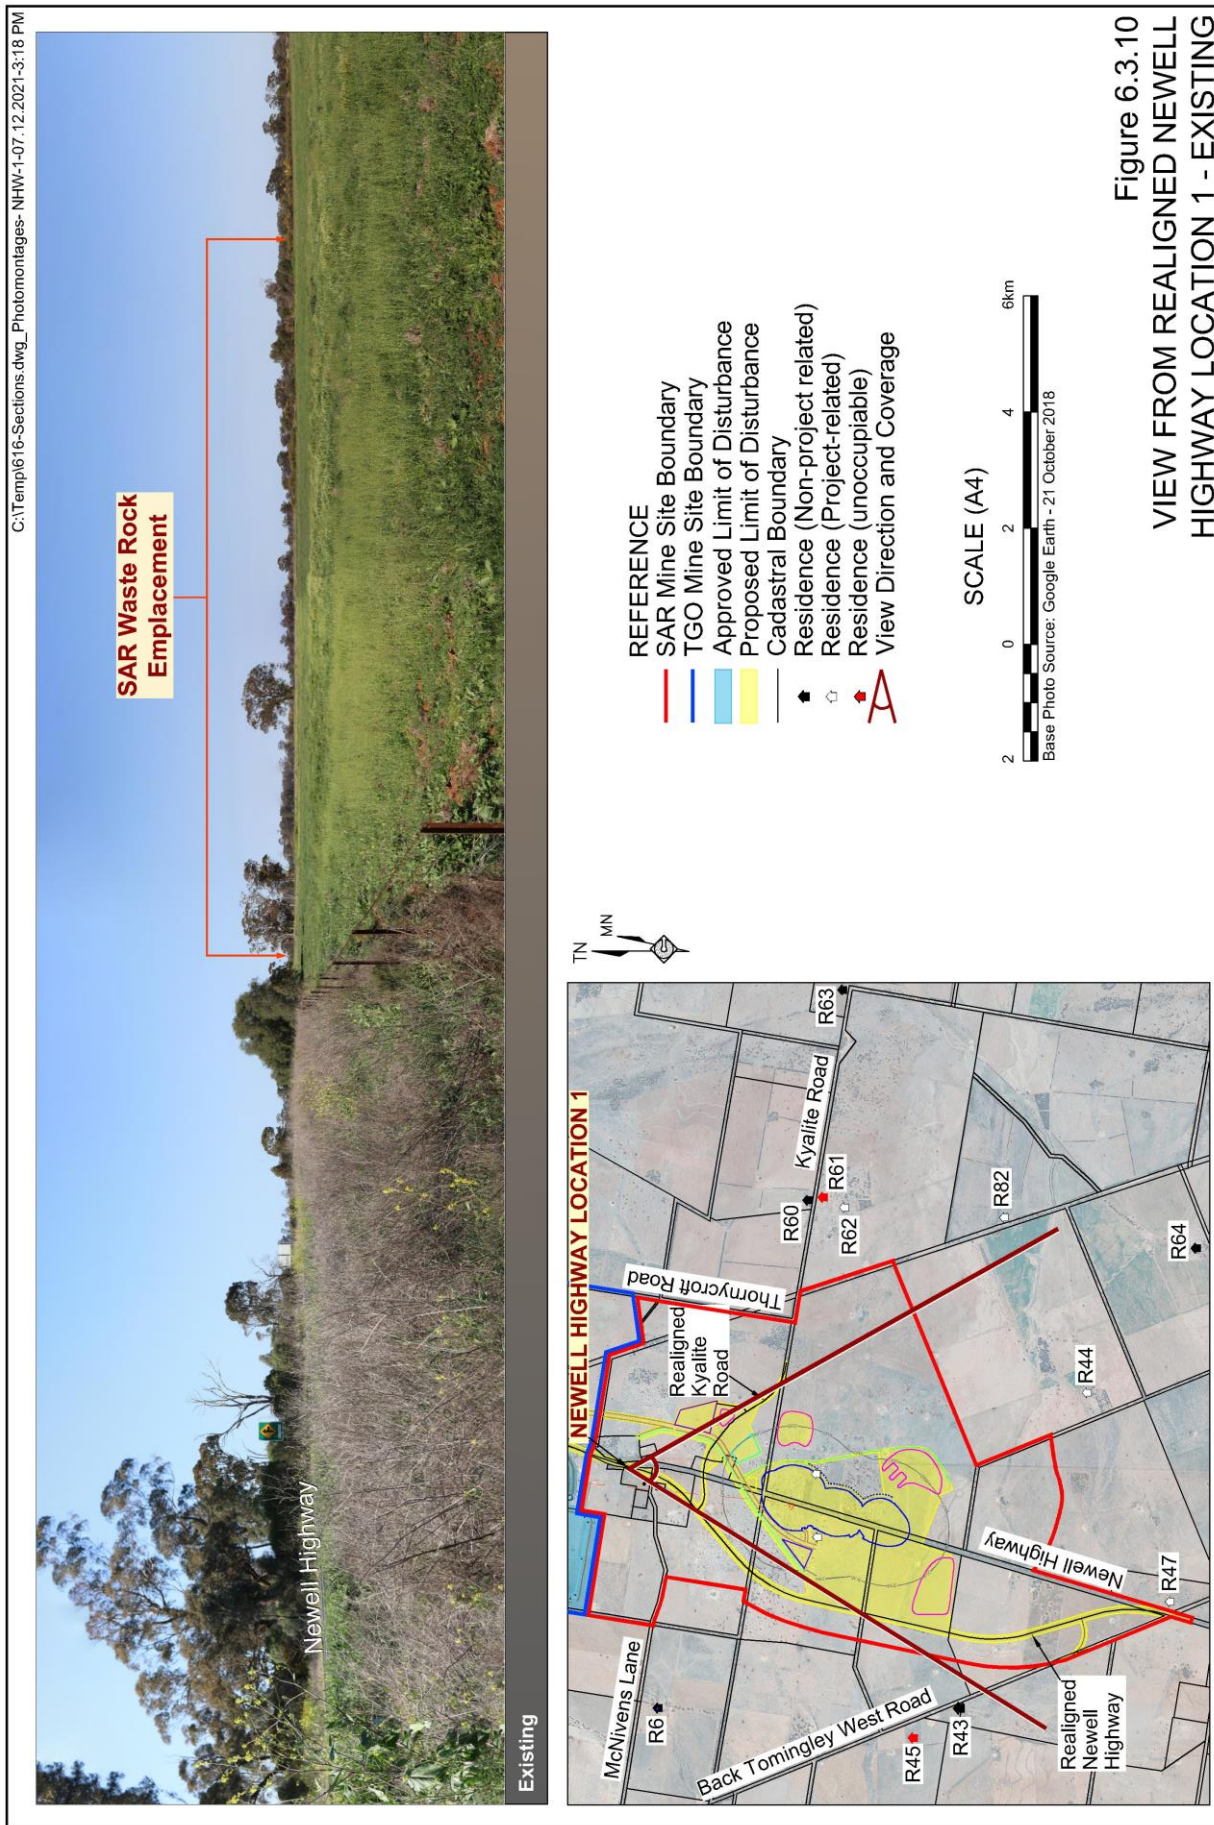 C:\Temp\616-Sections.dwg_Photomontages- NHW-1-07.12.2021-3:18 PM
SAR Waste Rock
Emplacement
Newell Highway
Existing
NEWELL HIGHWAY LOCATION 1
McNivens Lane
R6
Realigned
Kyalite
Road
Thornycroft Road
Kyalite Road
R60
R61
R62
R63
R82
R64
R44
Back Tomingley West Road
R45
R43
Newell Highway
R47
Realigned
Newell
Highway
TN
MN
REFERENCE
SAR Mine Site Boundary
TGO Mine Site Boundary
Approved Limit of Disturbance
Proposed Limit of Disturbance
Cadastral Boundary
Residence (Non-project related)
Residence (Project-related)
Residence (unoccupiable)
View Direction and Coverage
SCALE (A4)
2 0 2 4 6km
Base Photo Source: Google Earth - 21 October 2018
Figure 6.3.10
VIEW FROM REALIGNED NEWELL
HIGHWAY LOCATION 1 - EXISTING